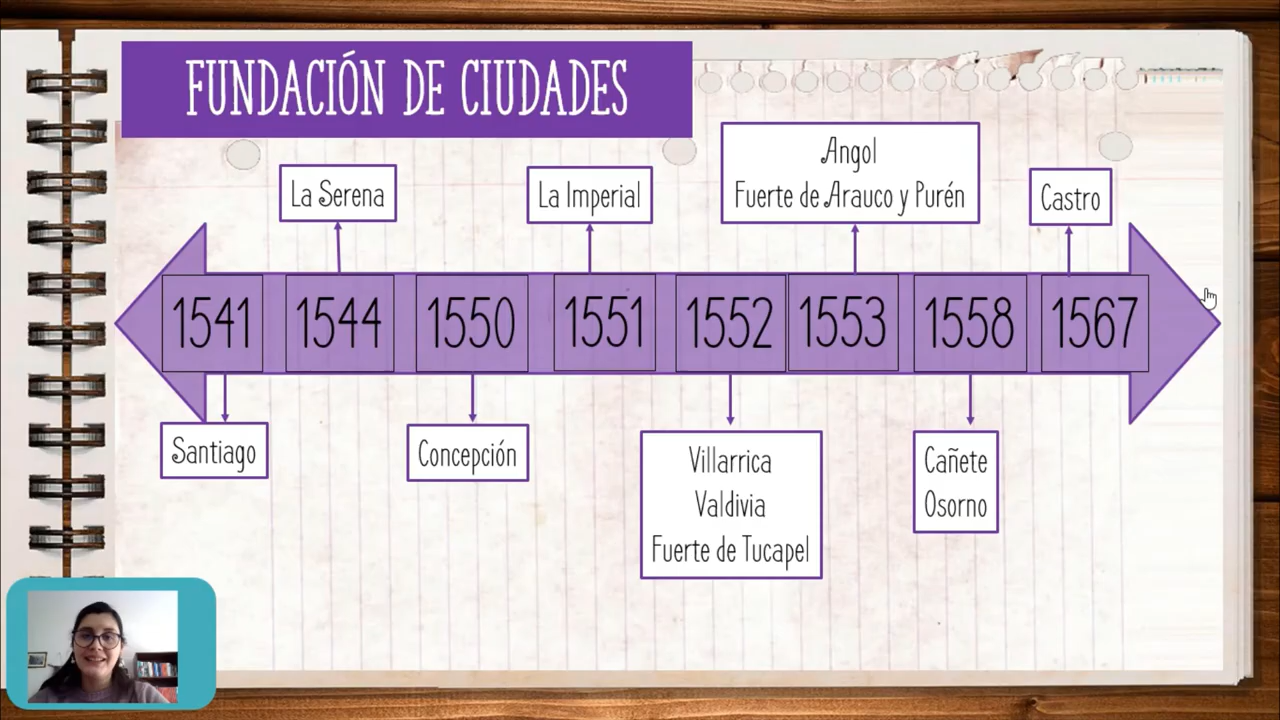 FUNDACIÓN DE CIUDADES
Angol
Fuerte de Arauco y Purén
La Serena
La Imperial
Castro
1541
1544
1550
1551
1552
1553
1558
1567
Santiago
Concepción
Villarrica
Valdivia
Fuerte de Tucapel
Cañete
Osorno